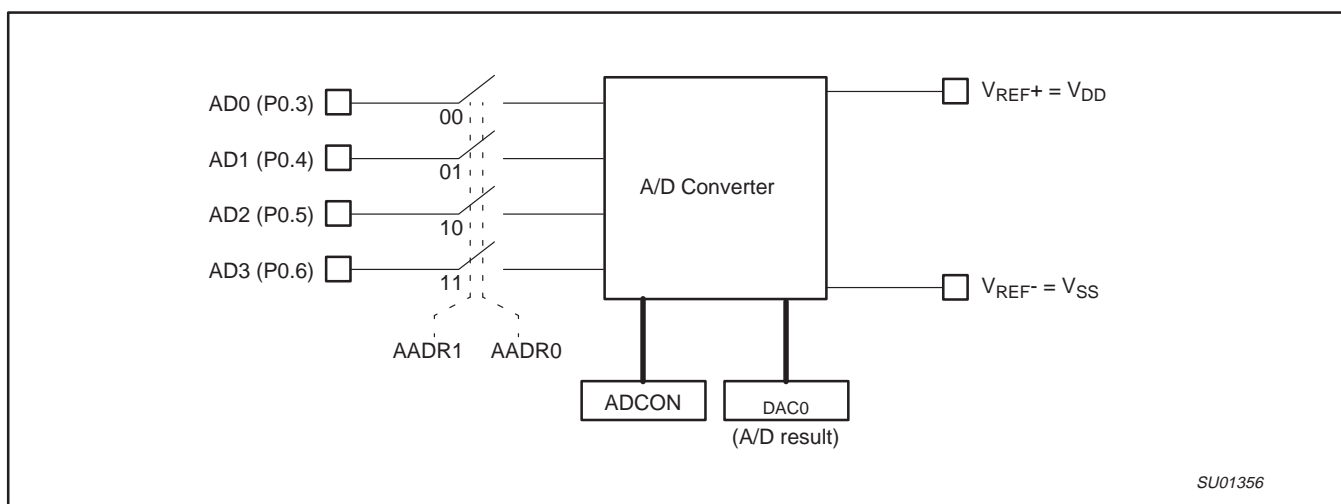 AD0 (P0.3)
00
AD1 (P0.4)
01
AD2 (P0.5)
10
AD3 (P0.6)
11
AADR1 AADR0
A/D Converter
VREF+ = VDD
VREF- = VSS
ADCON
DAC0
(A/D result)
SU01356